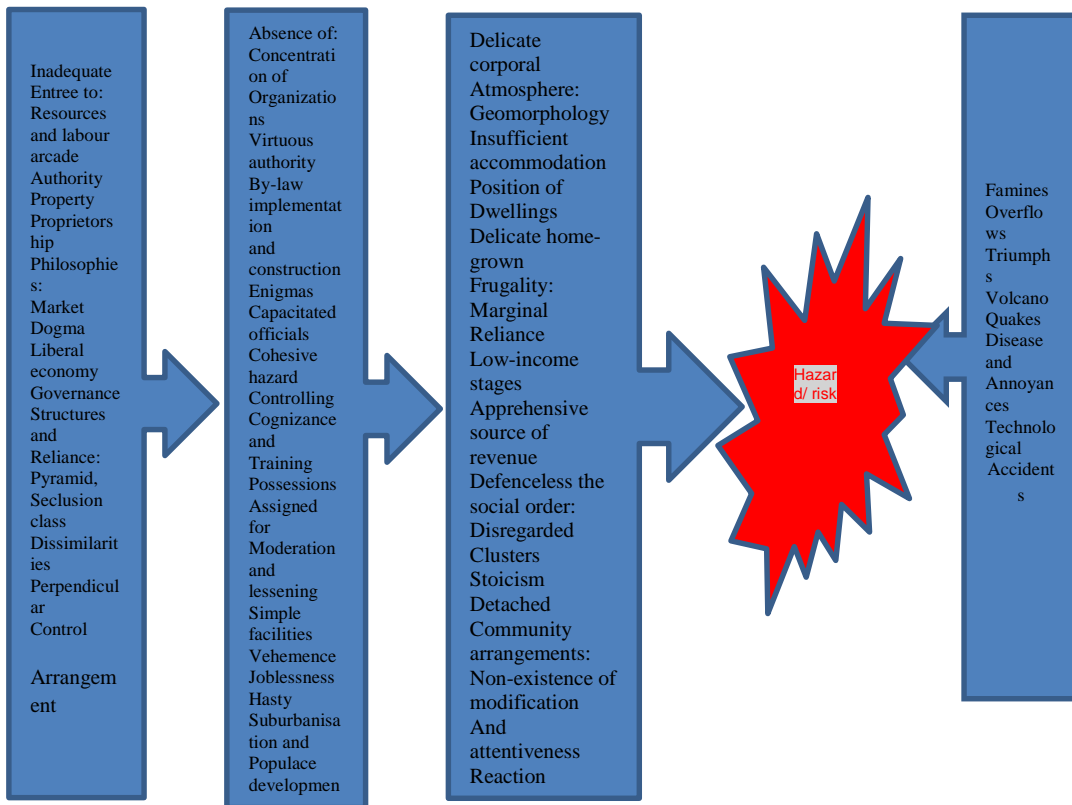 Inadequate
Entree to:
Resources
and labour
arcade
Authority
Property
Proprietors
hip
Philosophie
s:
Market
Dogma
Liberal
economy
Governance
Structures
and
Reliance:
Pyramid,
Seclusion
class
Dissimilarit
ies
Perpendicul
ar
Control
Arrangem
ent
Absence of:
Concentrati
on of
Organizatio
ns
Virtuous
authority
By-law
implementat
ion
and
construction
Enigmas
Capacitated
officials
Cohesive
hazard
Controlling
Cognizance
and
Training
Possessions
Assigned
for
Moderation
and
lessening
Simple
facilities
Vehemence
Joblessness
Hasty
Suburbanisa
tion and
Populace
developmen
Delicate
corporal
Atmosphere:
Geomorphology
Insufficient
accommodation
Position of
Dwellings
Delicate home-
grown
Frugality:
Marginal
Reliance
Low-income
stages
Apprehensive
source of
revenue
Defenceless the
social order:
Disregarded
Clusters
Stoicism
Detached
Community
arrangements:
Non-existence of
modification
And
attentiveness
Reaction
Hazar
d/ risk
Famines
Overflo
ws
Triumph
s
Volcano
Quakes
Disease
and
Annoyan
ces
Technolo
gical
Accident
s